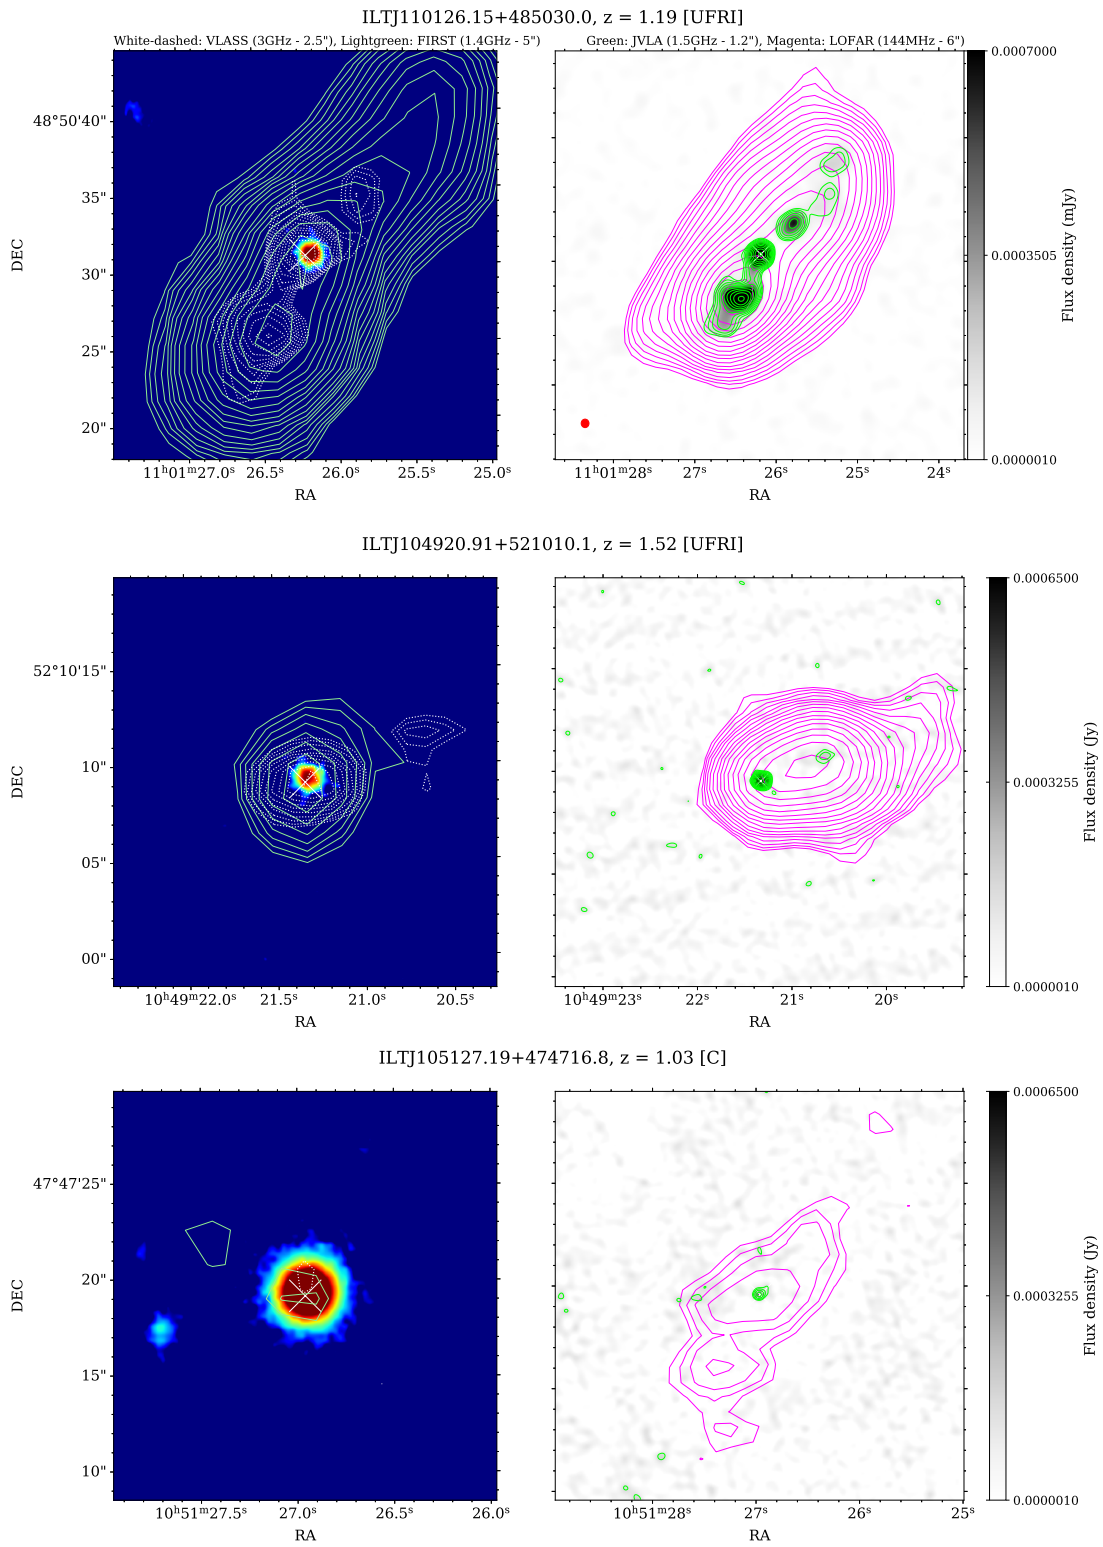 ILTJ110126.15+485030.0, z = 1.19 [UFRI]
White-dashed: VLASS (3GHz - 2.5"), Lightgreen: FIRST (1.4GHz - 5")
Green: JVLA (1.5GHz - 1.2"), Magenta: LOFAR (144MHz - 6")
DEC
48°50'40"
35"
30"
25"
20"
11h01m27.0s 26.5s 26.0s 25.5s 25.0s
RA
11h01m28s 27s 26s 25s 24s
RA
0.0007000
0.0003505
0.0000010
Flux density (mJy)
ILTJ104920.91+521010.1, z = 1.52 [UFRI]
DEC
52°10'15"
10"
05"
00"
10h49m22.0s 21.5s 21.0s 20.5s
RA
10h49m23s 22s 21s 20s
RA
0.0006500
0.0003255
0.0000010
Flux density (Jy)
ILTJ105127.19+474716.8, z = 1.03 [C]
DEC
47°47'25"
20"
15"
10"
10h51m27.5s 27.0s 26.5s 26.0s
RA
10h51m28s 27s 26s 25s
RA
0.0006500
0.0003255
0.0000010
Flux density (Jy)